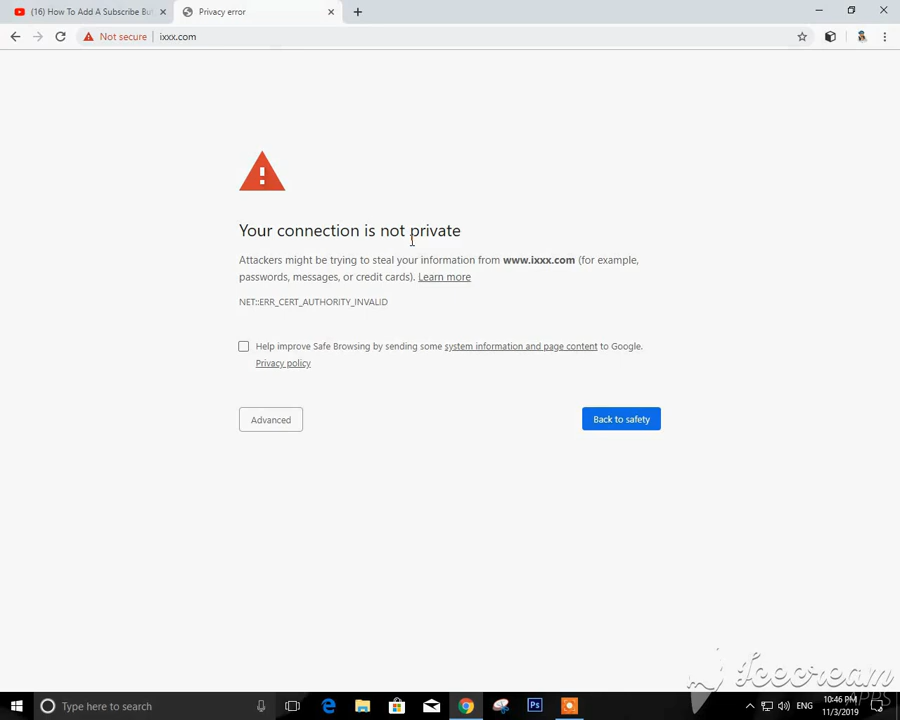 (16) How To Add A Subscribe But
Privacy error
Not secure
ixxx.com
Your connection is not private
Attackers might be trying to steal your information from www.ixxx.com (for example,
passwords, messages, or credit cards). Learn more
NET::ERR_CERT_AUTHORITY_INVALID
Help improve Safe Browsing by sending some system information and page content to Google.
Privacy policy
Advanced
Back to safety
Icecream
APPS
Type here to search
Ps
ENG
10:46 PM
11/3/2019